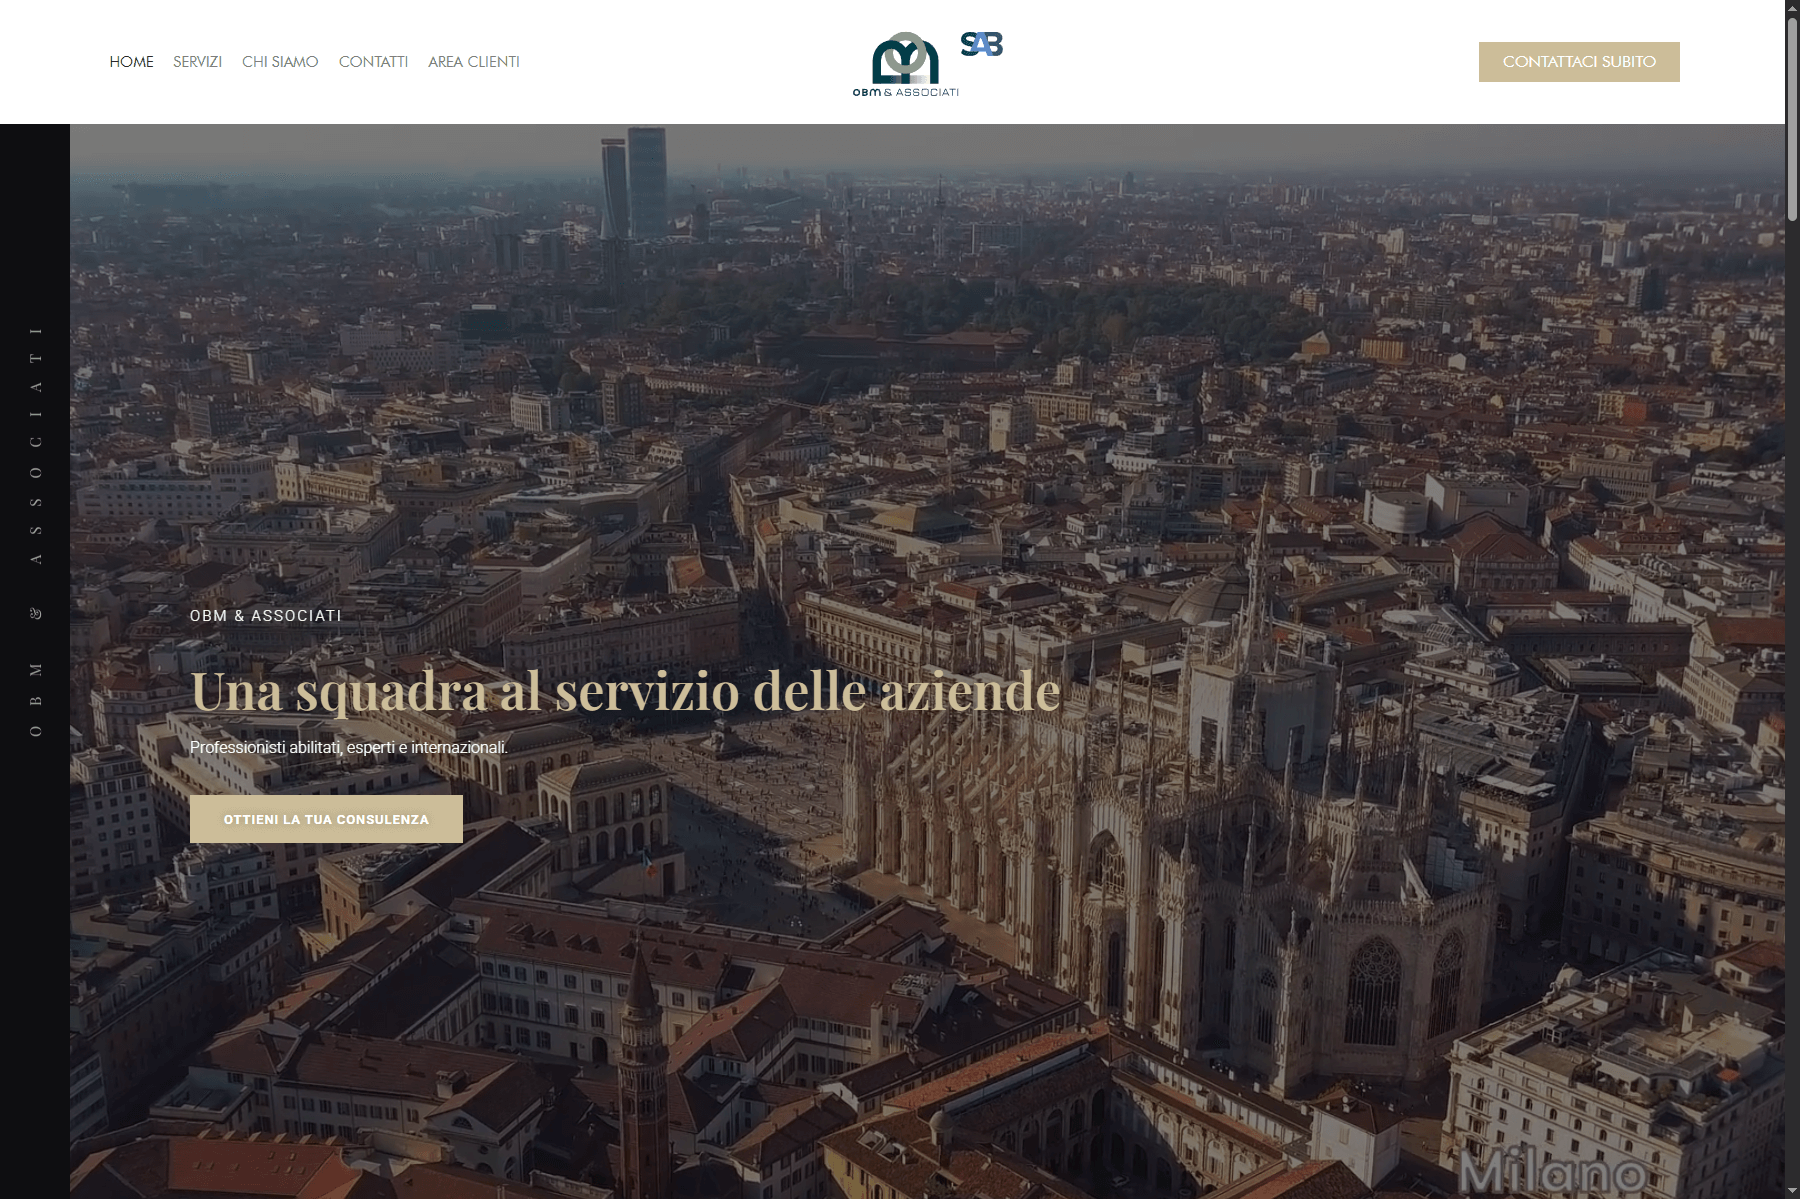 HOME SERVIZI CHI SIAMO CONTATTI AREA CLIENTI
OBM & ASSOCIATI
SAB
CONTATTACI SUBITO
OBM & ASSOCIATI
OBM & ASSOCIATI
Una squadra al servizio delle aziende
Professionisti abilitati, esperti e internazionali.
OTTIENI LA TUA CONSULENZA
Milano